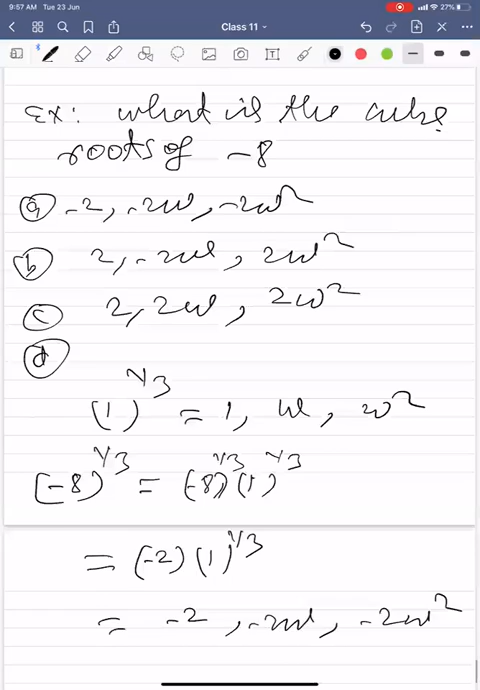 9:57 AM Tue 23 Jun
27%
Class 11
Ex: what is the cube
roots of -8
(a) -2, -2ω, -2ω²
(b) 2, -2ω, 2ω²
(c) 2, 2ω, 2ω²
(d)
(1)^1/3 = 1, ω, ω²
(-8)^1/3 = (-8)^1/3 (1)^1/3
= (-2) (1)^1/3
= -2, -2ω, -2ω²